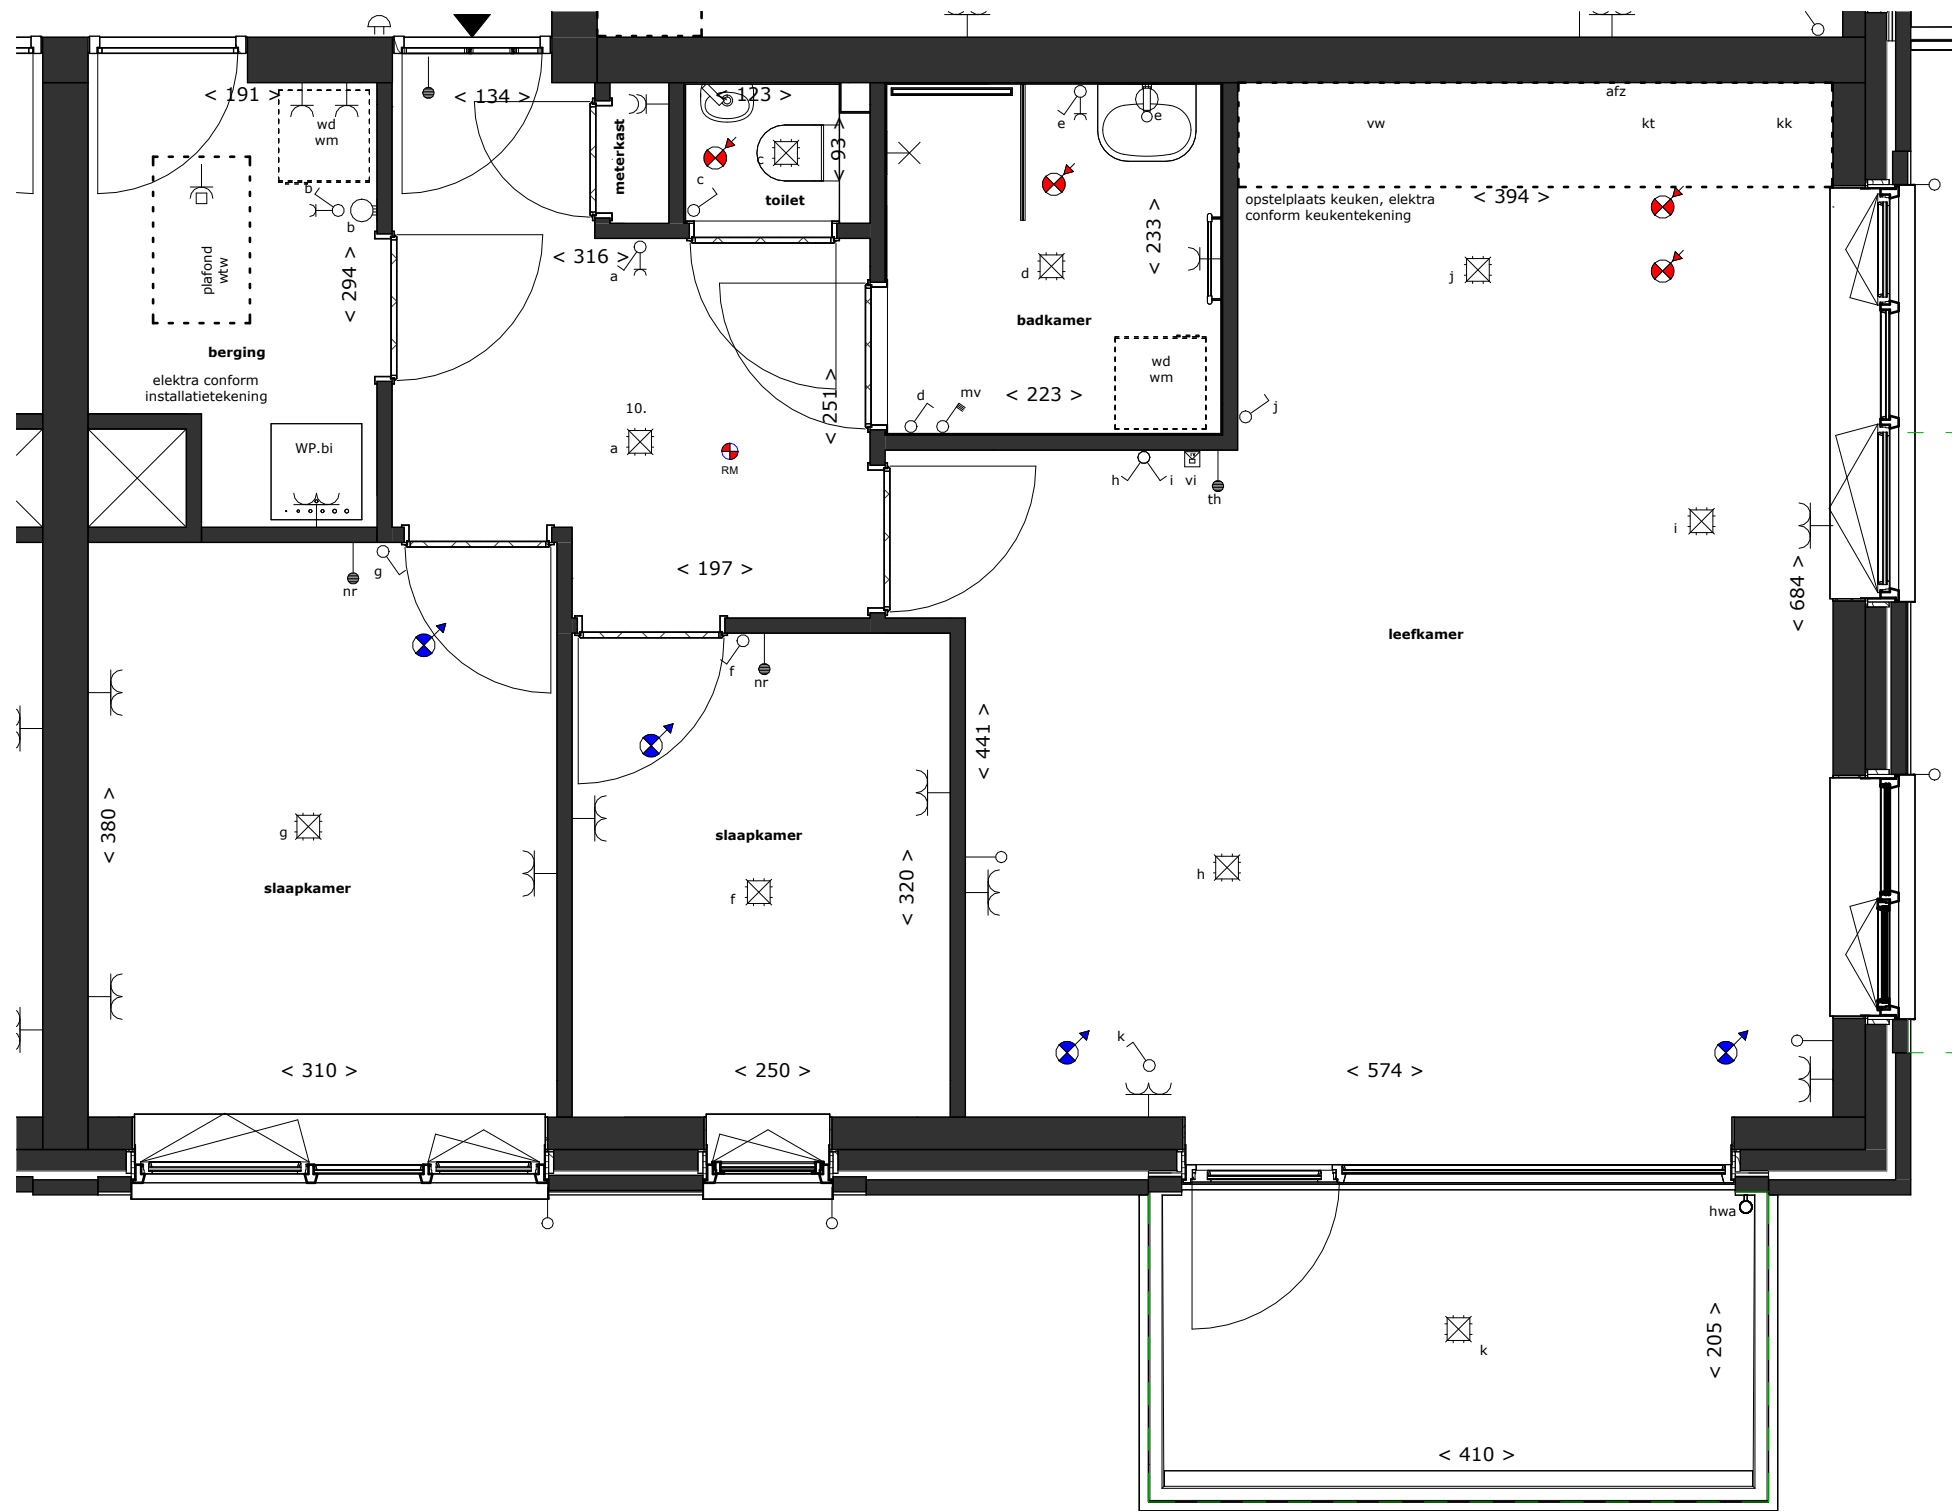 < 191 >
< 134 >
< 123 >
afz
vw
kt
kk
wd
wm
meterkast
c
c
< 93 >
toilet
e
e
b
b
opstelplaats keuken, elektra
conform keukentekening
< 394 >
plafond
wtw
< 294 >
< 316 >
a
< 233 >
d
j
badkamer
berging
elektra conform
installatietekening
wd
wm
< 251 >
d
mv
< 223 >
j
10.
a
RM
WP.bi
h
i
vi
th
i
g
nr
< 197 >
< 684 >
leefkamer
f
nr
< 441 >
< 380 >
g
slaapkamer
slaapkamer
f
< 320 >
h
k
< 310 >
< 250 >
< 574 >
hwa
k
< 205 >
< 410 >